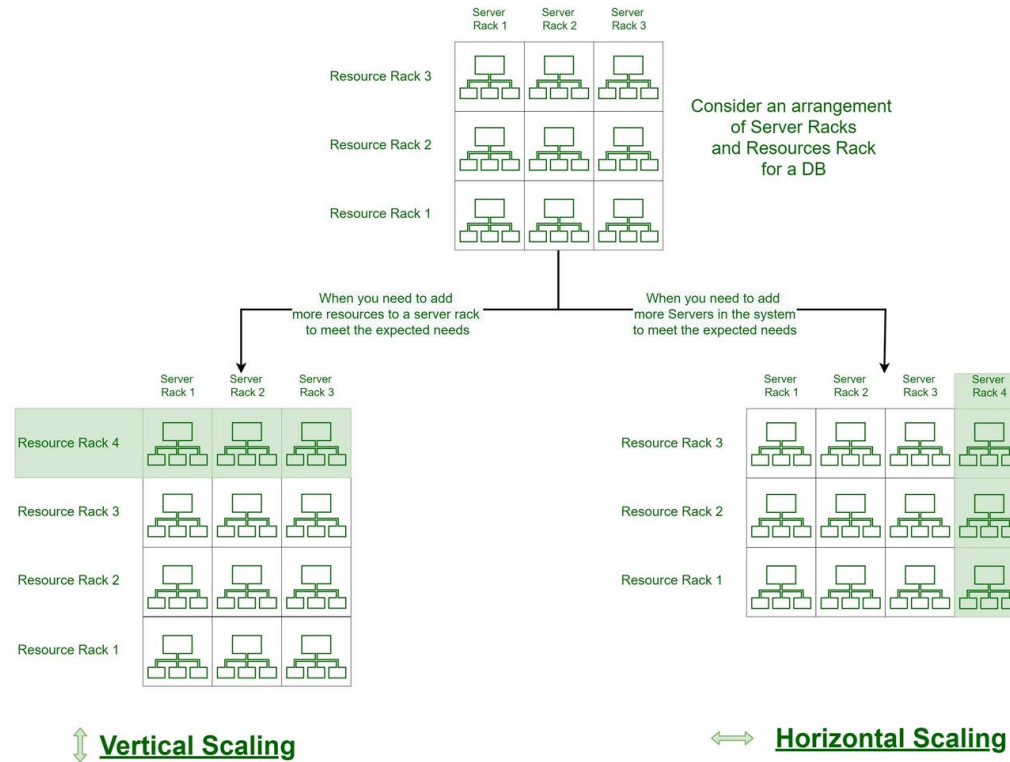 Server
Rack 1
Server
Rack 2
Server
Rack 3
Resource Rack 3
Resource Rack 2
Resource Rack 1
Consider an arrangement
of Server Racks
and Resources Rack
for a DB
When you need to add
more resources to a server rack
to meet the expected needs
When you need to add
more Servers in the system
to meet the expected needs
Server
Rack 1
Server
Rack 2
Server
Rack 3
Resource Rack 4
Resource Rack 3
Resource Rack 2
Resource Rack 1
Server
Rack 1
Server
Rack 2
Server
Rack 3
Server
Rack 4
Resource Rack 3
Resource Rack 2
Resource Rack 1
Vertical Scaling
Horizontal Scaling